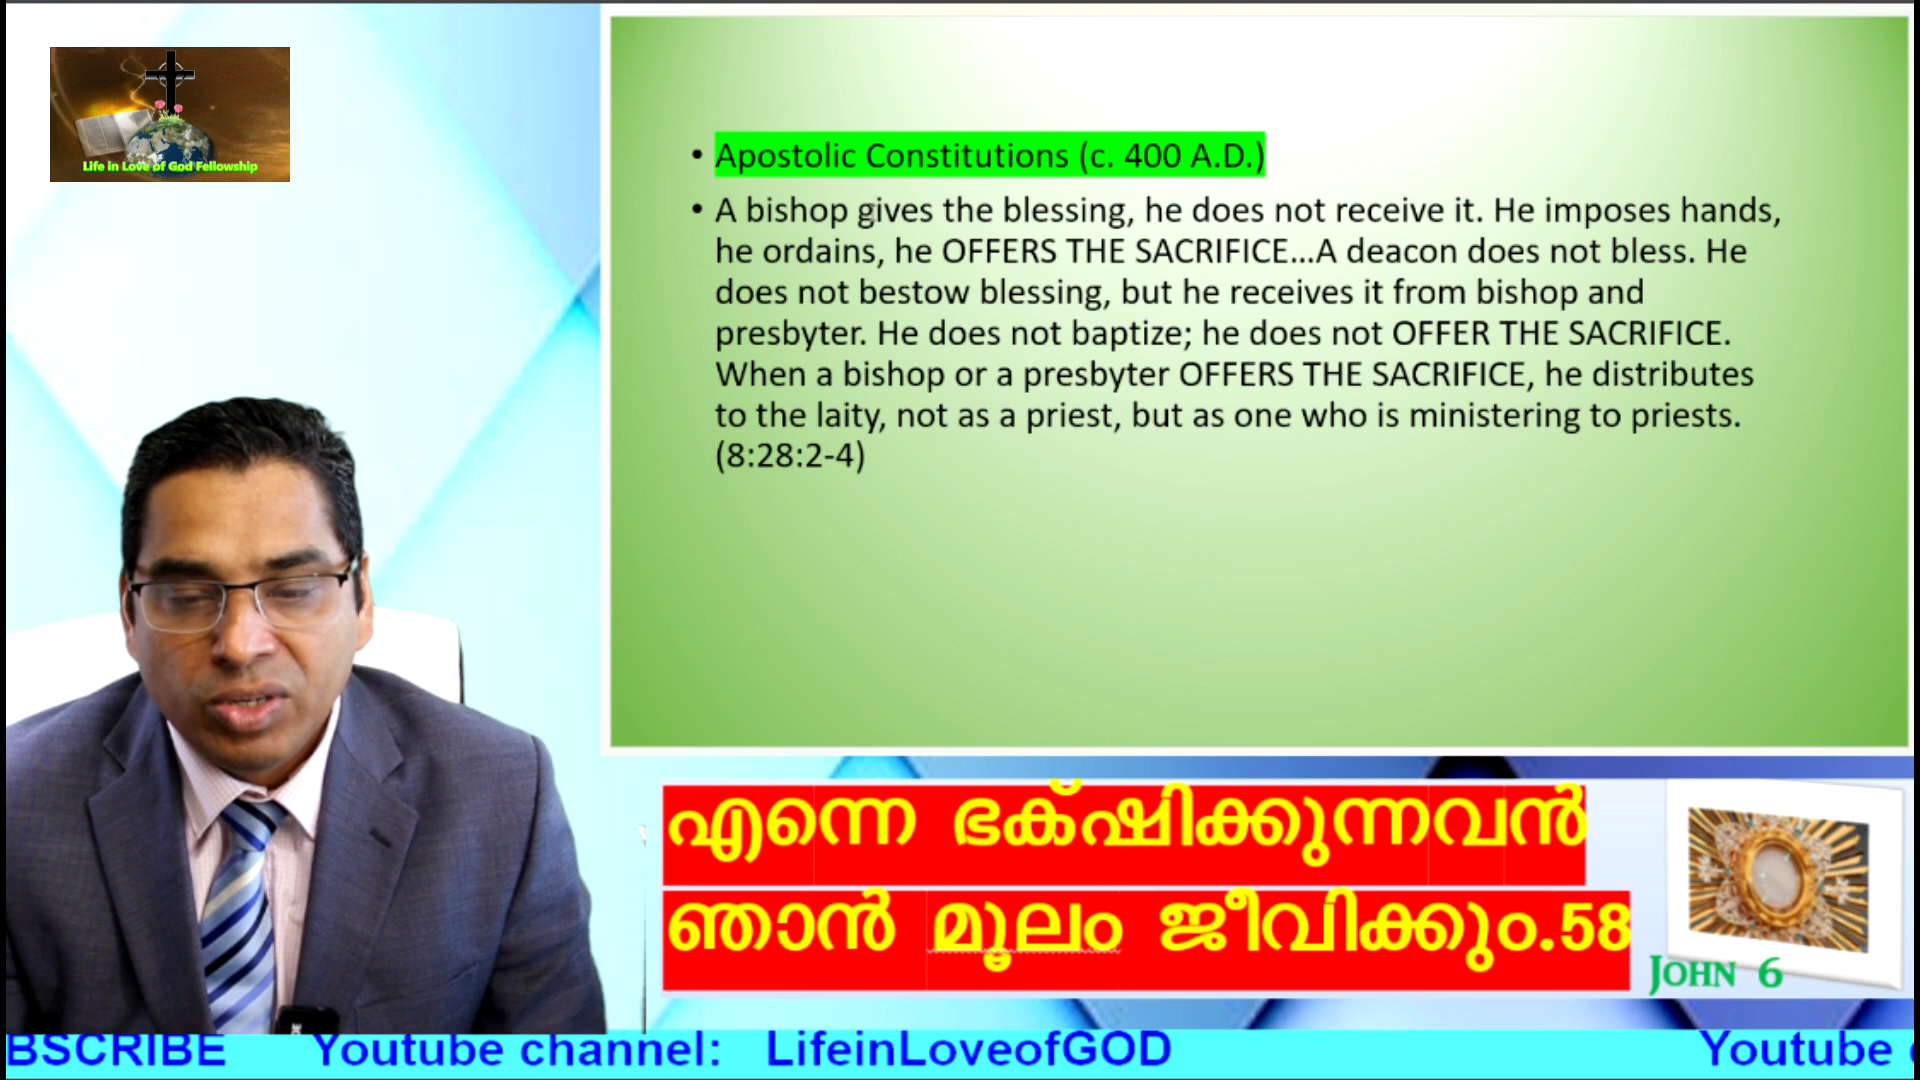 Life in Love of God Fellowship
• Apostolic Constitutions (c. 400 A.D.)
• A bishop gives the blessing, he does not receive it. He imposes hands,
he ordains, he OFFERS THE SACRIFICE...A deacon does not bless. He
does not bestow blessing, but he receives it from bishop and
presbyter. He does not baptize; he does not OFFER THE SACRIFICE.
When a bishop or a presbyter OFFERS THE SACRIFICE, he distributes
to the laity, not as a priest, but as one who is ministering to priests.
(8:28:2-4)
എന്നെ ഭക്ഷിക്കുന്നവൻ
ഞാൻ മൂലം ജീവിക്കും.58
JOHN 6
BSCRIBE Youtube channel: LifeinLoveofGOD Youtube